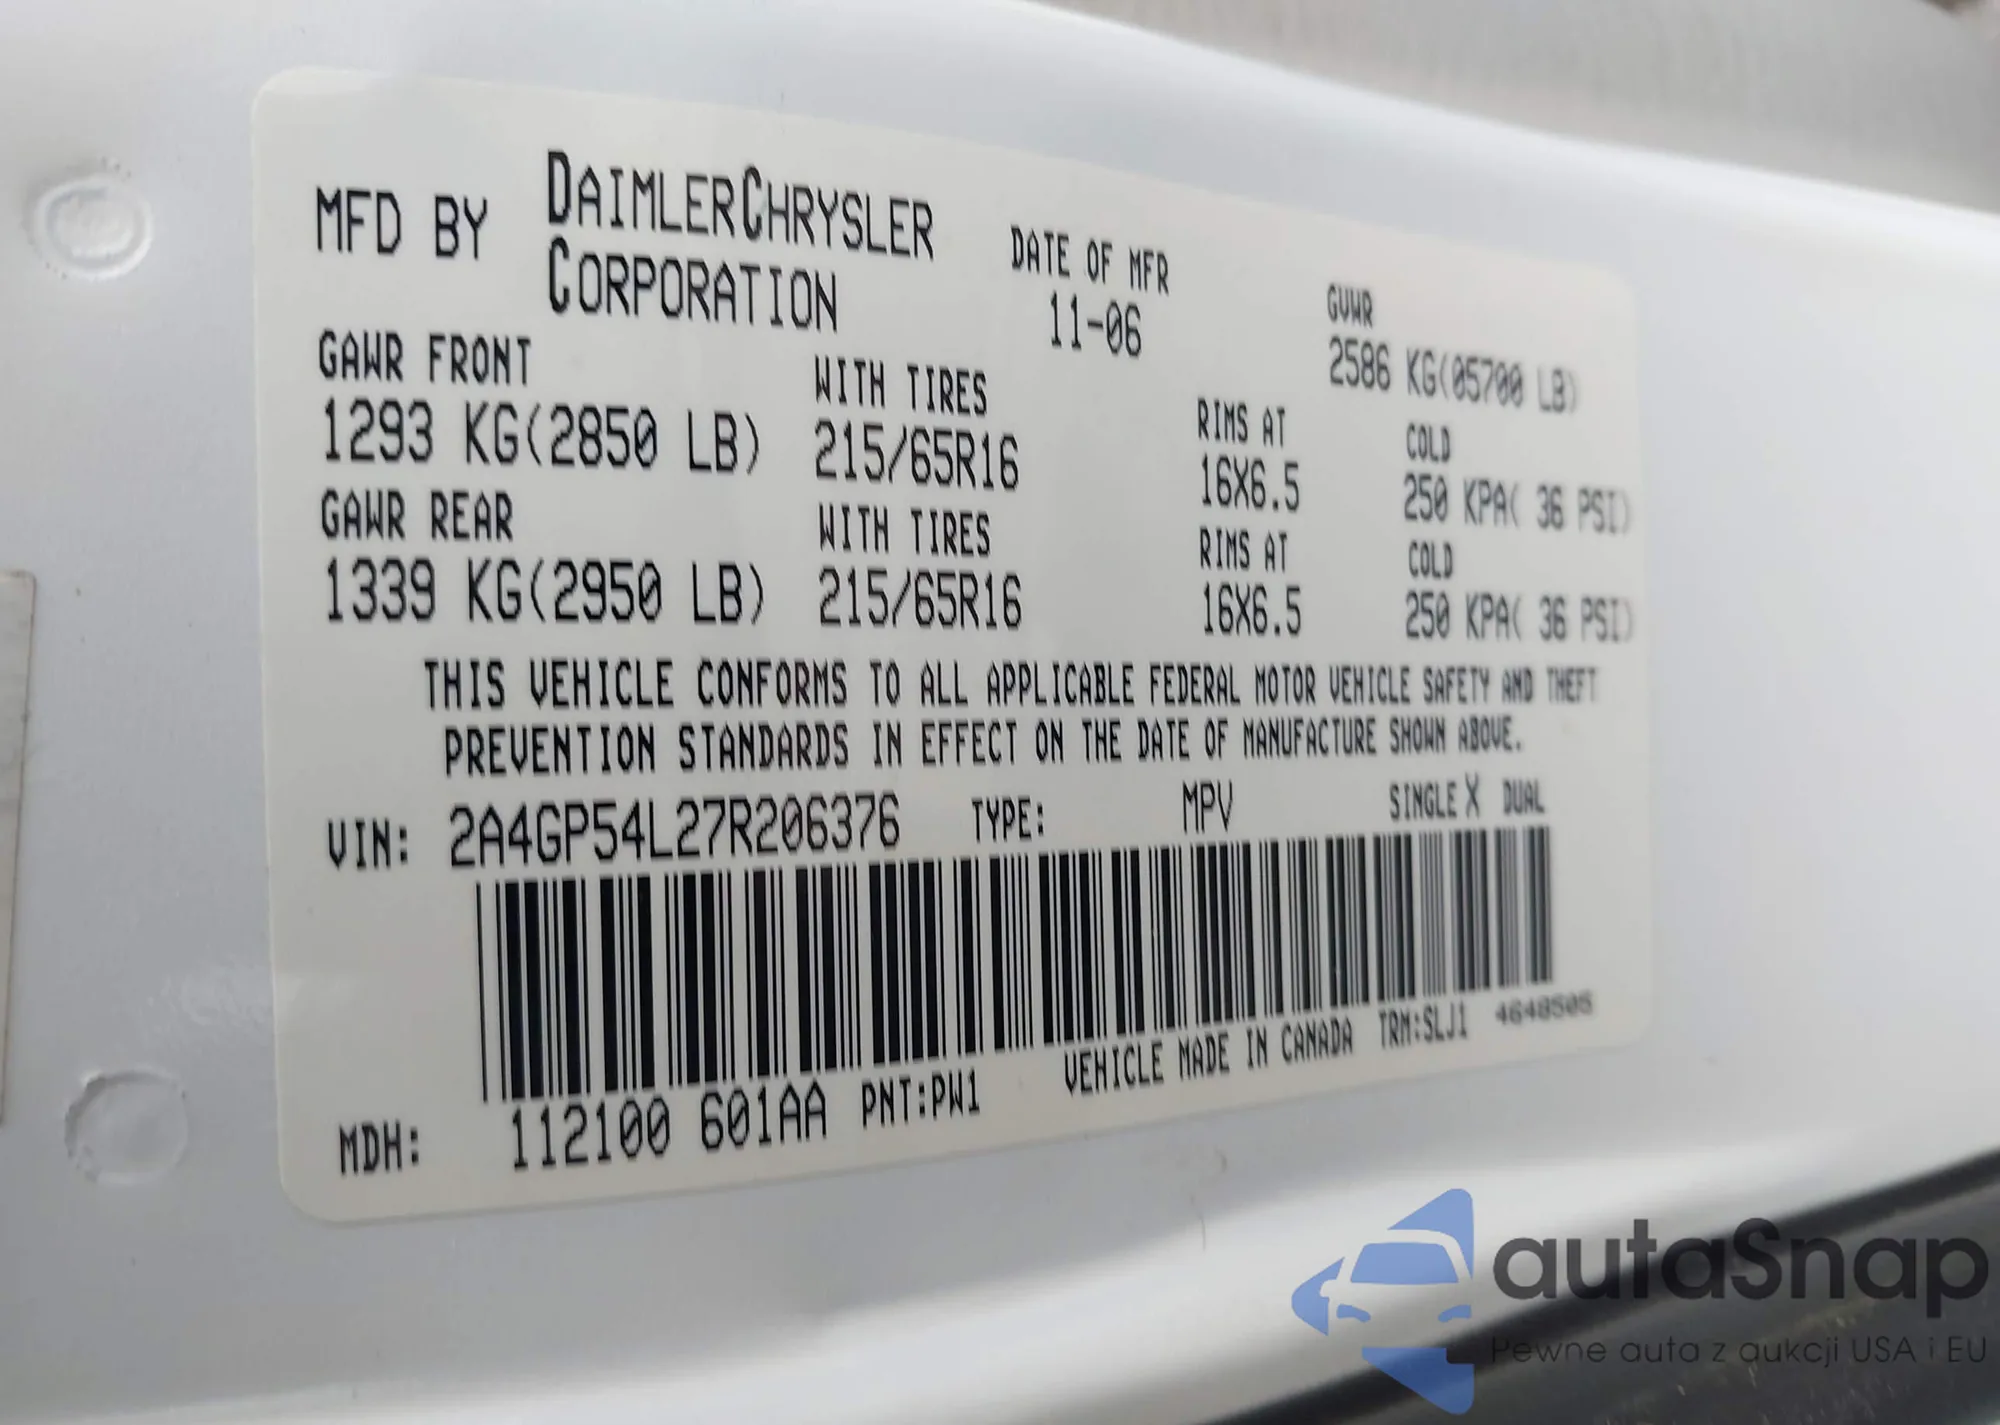 MFD BY DAIMLERCHRYSLER CORPORATION
DATE OF MFR 11-06
GVWR 2586 KG(05700 LB)
GAWR FRONT WITH TIRES RIMS AT COLD
1293 KG(2850 LB) 215/65R16 16X6.5 250 KPA( 36 PSI)
GAWR REAR WITH TIRES RIMS AT COLD
1339 KG(2950 LB) 215/65R16 16X6.5 250 KPA( 36 PSI)
THIS VEHICLE CONFORMS TO ALL APPLICABLE FEDERAL MOTOR VEHICLE SAFETY AND THEFT
PREVENTION STANDARDS IN EFFECT ON THE DATE OF MANUFACTURE SHOWN ABOVE.
VIN: 2A4GP54L27R206376 TYPE: MPV SINGLE X DUAL
MDH: 112100 601AA PNT:PW1 VEHICLE MADE IN CANADA TRM:SLJ1 4648505
autaSnap
Pewne auta z aukcji USA i EU